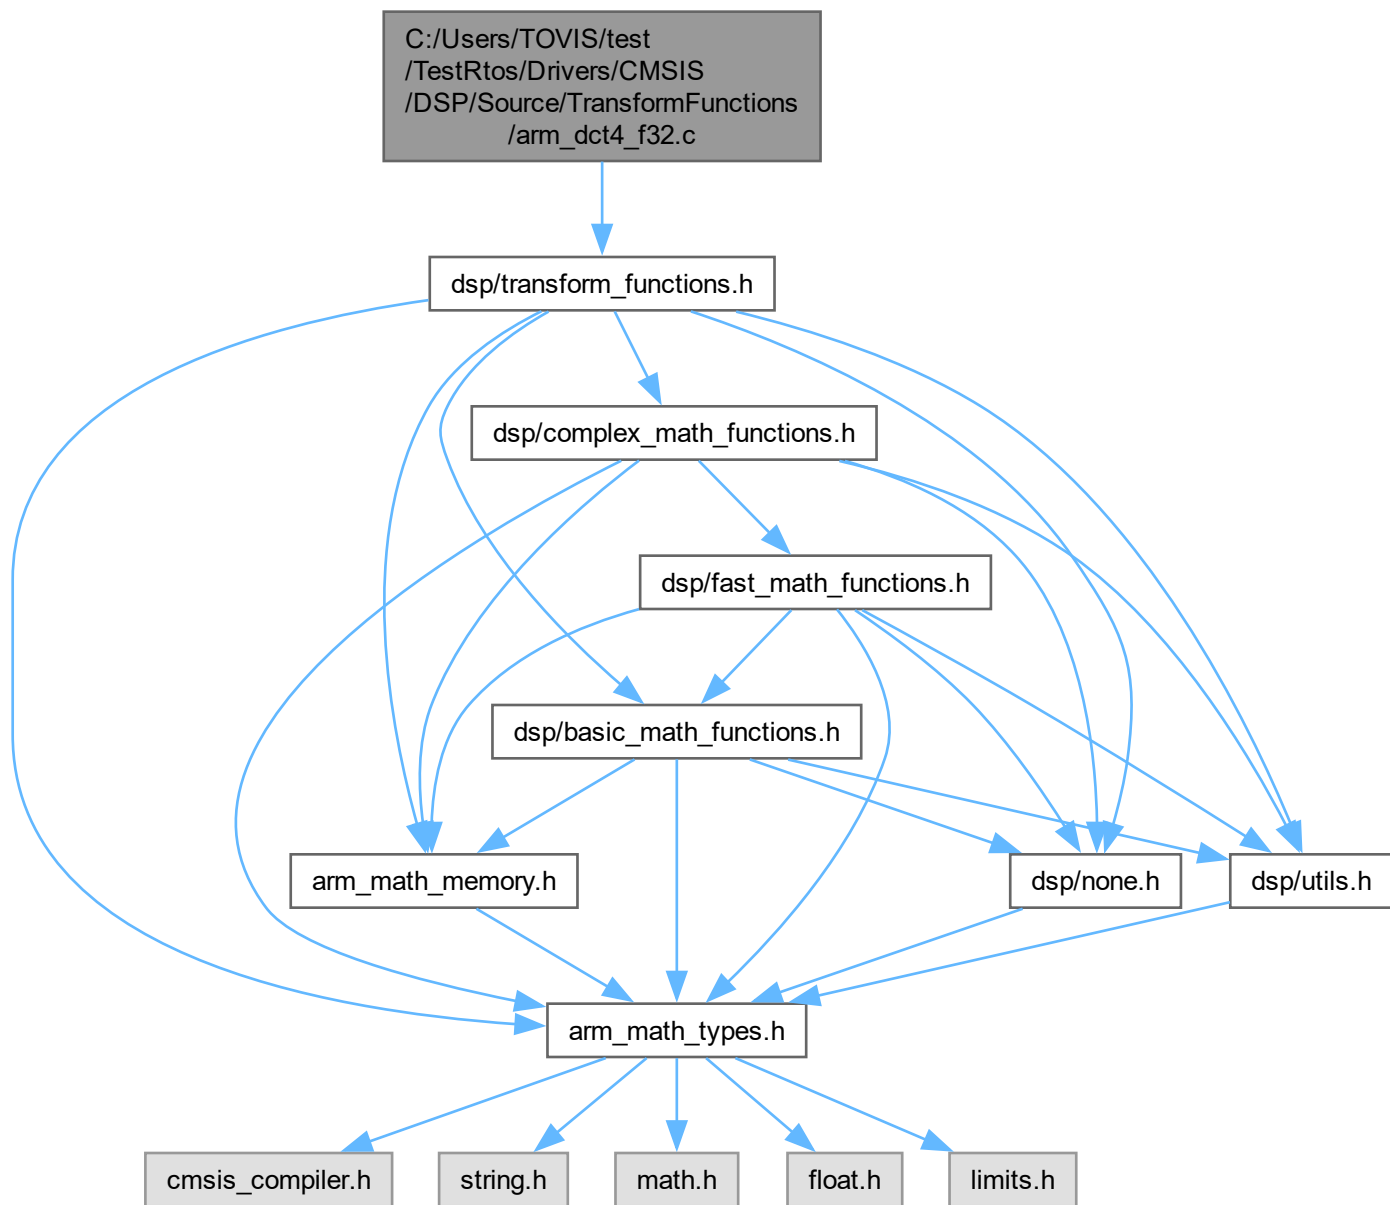 C:/Users/TOVIS/test
/TestRtos/Drivers/CMSIS
/DSP/Source/TransformFunctions
/arm_dct4_f32.c
dsp/transform_functions.h
dsp/complex_math_functions.h
dsp/fast_math_functions.h
dsp/basic_math_functions.h
arm_math_memory.h
dsp/none.h
dsp/utils.h
arm_math_types.h
cmsis_compiler.h
string.h
math.h
float.h
limits.h